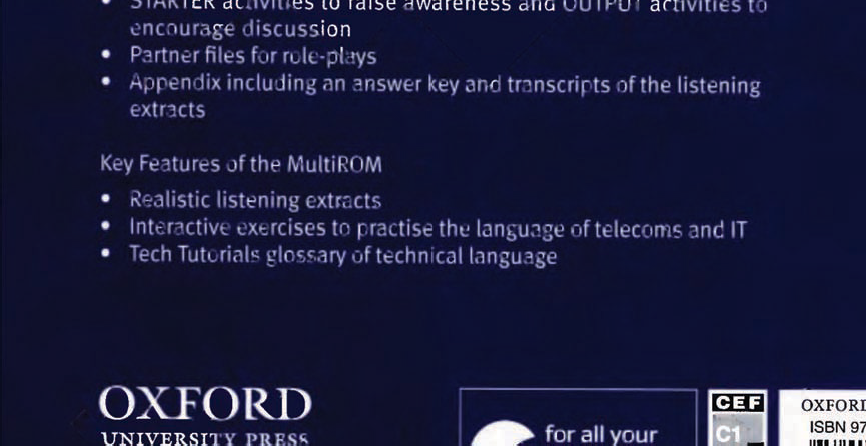 • STARTER activities to raise awareness and OUTPUT activities to
encourage discussion
• Partner files for role-plays
• Appendix including an answer key and transcripts of the listening
extracts
Key Features of the MultiROM
• Realistic listening extracts
• Interactive exercises to practise the language of telecoms and IT
• Tech Tutorials glossary of technical language
OXFORD
UNIVERSITY PRESS
for all your
CEF
C1
OXFORD
ISBN 97